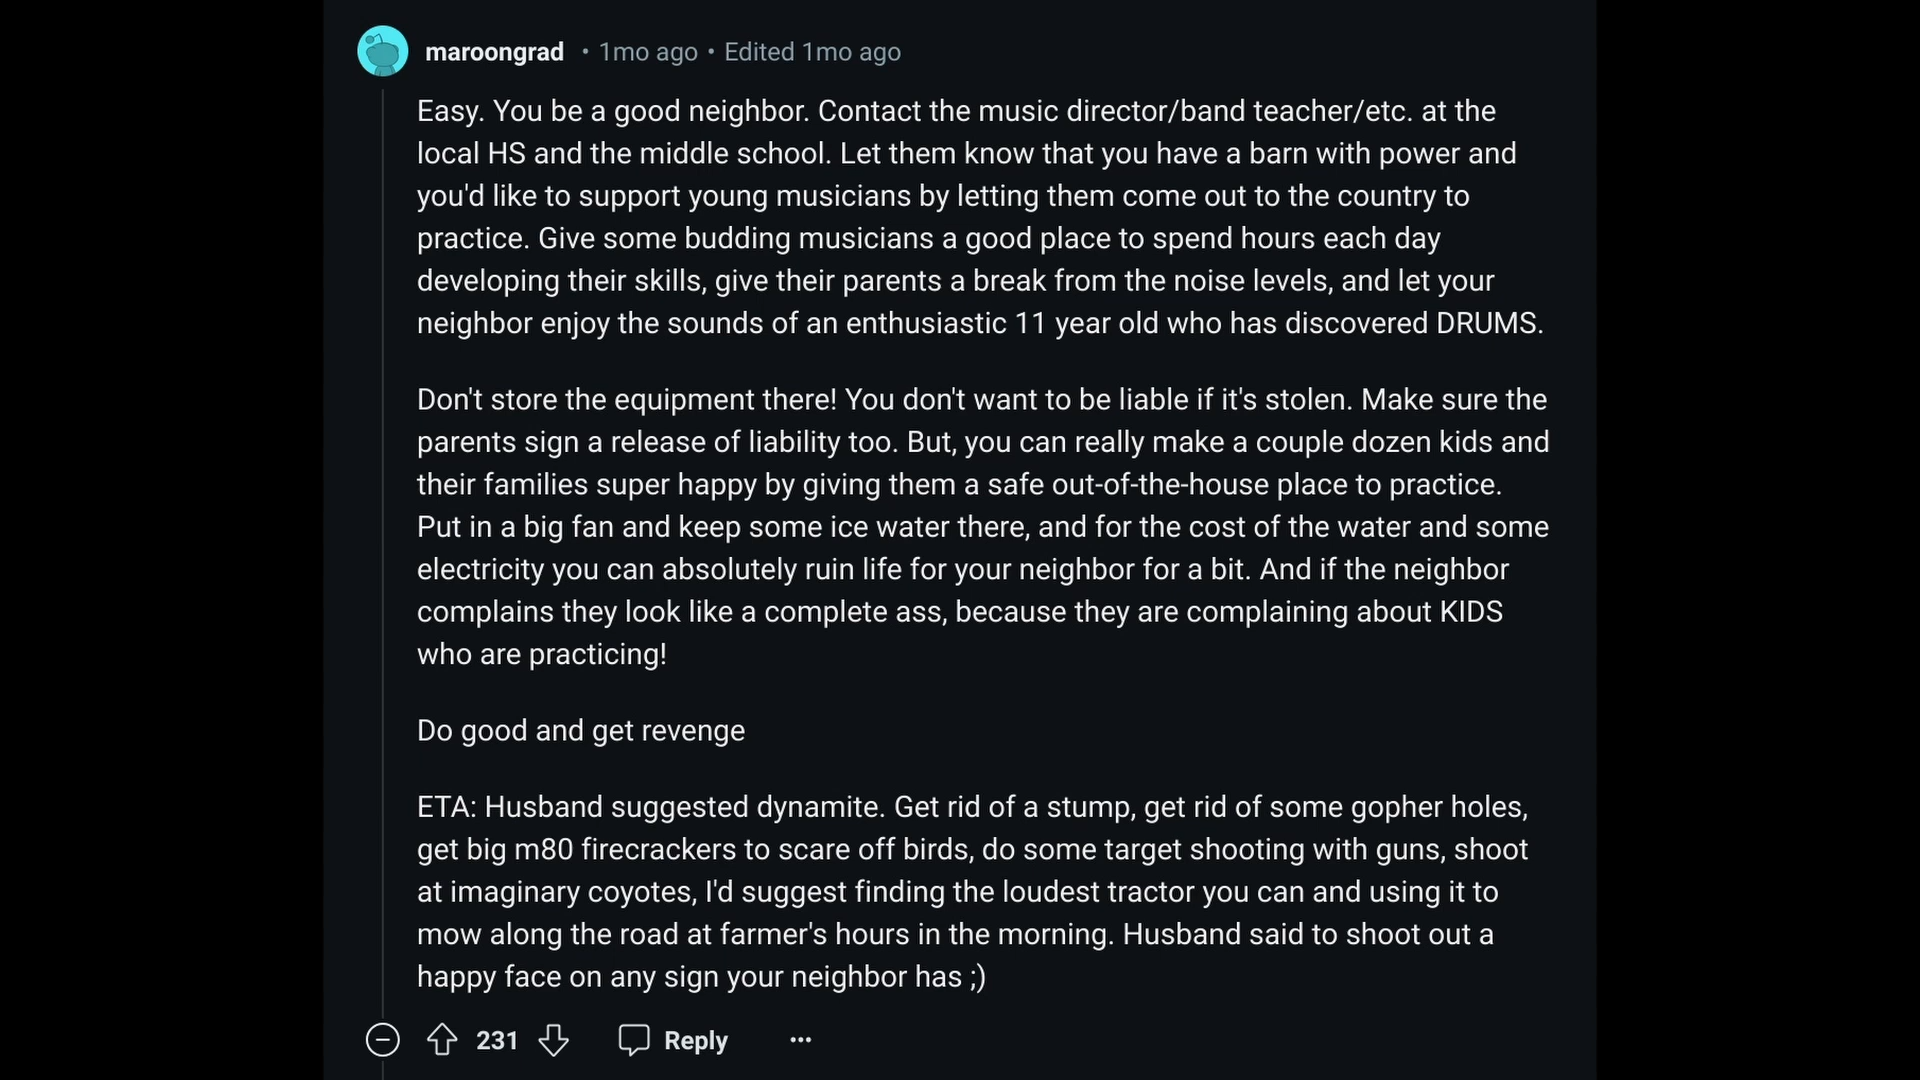 maroongrad • 1mo ago • Edited 1mo ago
Easy. You be a good neighbor. Contact the music director/band teacher/etc. at the
local HS and the middle school. Let them know that you have a barn with power and
you'd like to support young musicians by letting them come out to the country to
practice. Give some budding musicians a good place to spend hours each day
developing their skills, give their parents a break from the noise levels, and let your
neighbor enjoy the sounds of an enthusiastic 11 year old who has discovered DRUMS.
Don't store the equipment there! You don't want to be liable if it's stolen. Make sure the
parents sign a release of liability too. But, you can really make a couple dozen kids and
their families super happy by giving them a safe out-of-the-house place to practice.
Put in a big fan and keep some ice water there, and for the cost of the water and some
electricity you can absolutely ruin life for your neighbor for a bit. And if the neighbor
complains they look like a complete ass, because they are complaining about KIDS
who are practicing!
Do good and get revenge
ETA: Husband suggested dynamite. Get rid of a stump, get rid of some gopher holes,
get big m80 firecrackers to scare off birds, do some target shooting with guns, shoot
at imaginary coyotes, I'd suggest finding the loudest tractor you can and using it to
mow along the road at farmer's hours in the morning. Husband said to shoot out a
happy face on any sign your neighbor has ;)
231 Reply ...